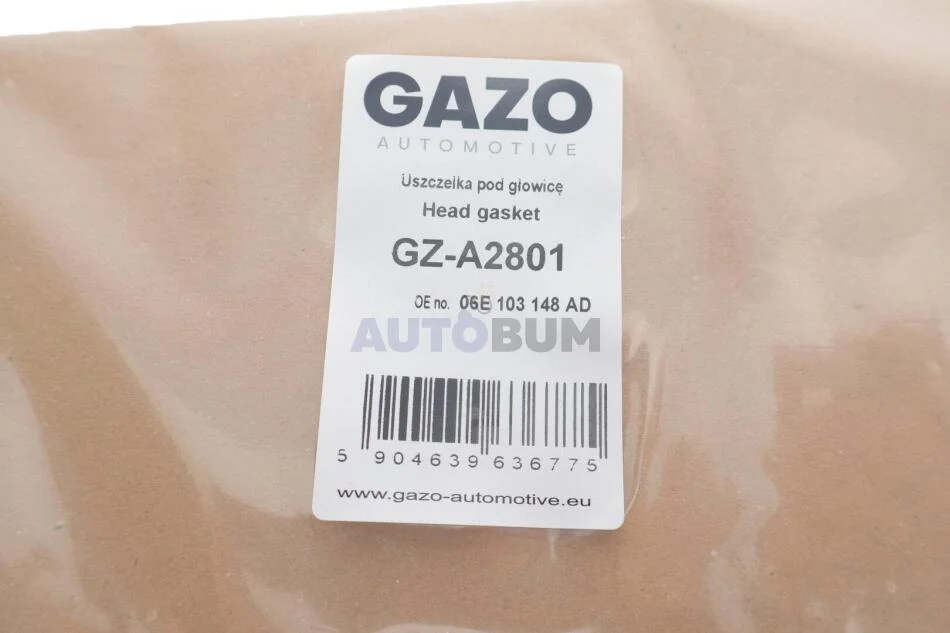 GAZO
AUTOMOTIVE
Uszczelka pod głowicę
Head gasket
GZ-A2801
OE no. 06E 103 148 AD
AUTOBUM
5 904639 636775
www.gazo-automotive.eu